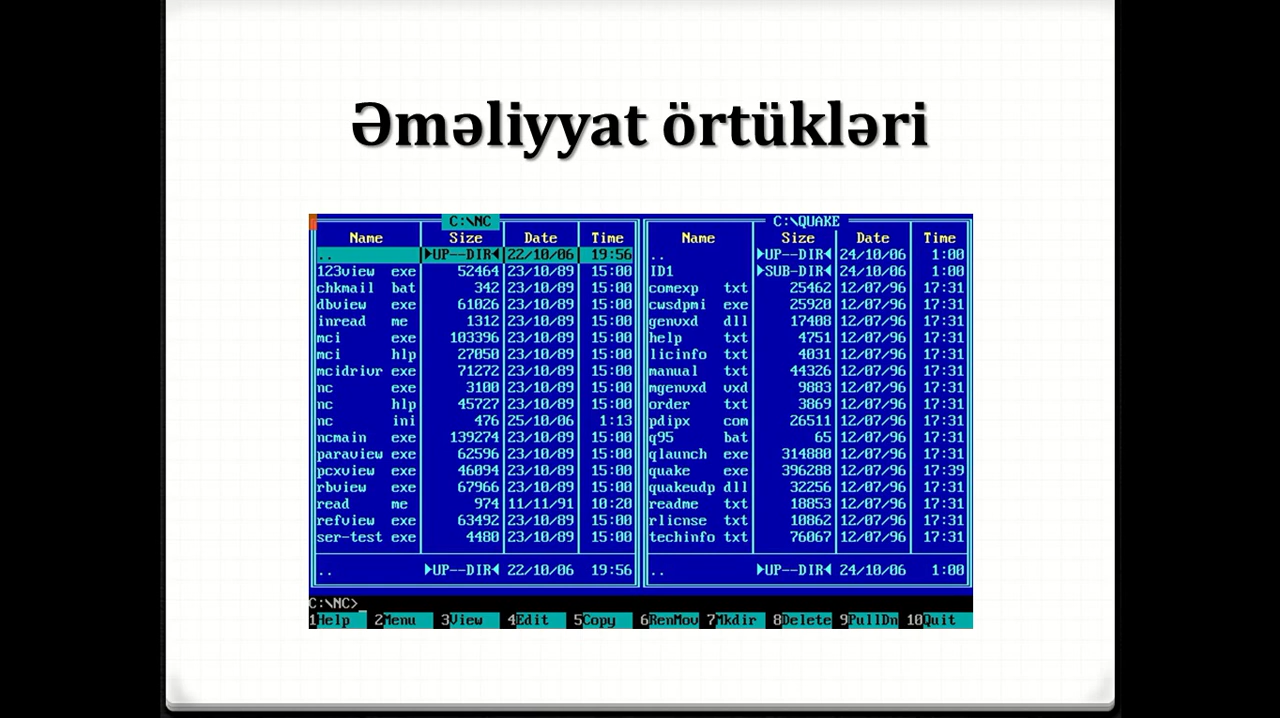 Əməliyyat örtükləri
C:\NC C:\QUAKE
Name Size Date Time Name Size Date Time
.. ►UP--DIR◄ 22/10/06 19:56 .. ►UP--DIR◄ 24/10/06 1:00
123view exe 52464 23/10/89 15:00 ID1 ►SUB-DIR◄ 24/10/06 1:00
chkmail bat 342 23/10/89 15:00 comexp txt 25462 12/07/96 17:31
dbview exe 61026 23/10/89 15:00 cwsdpmi exe 25920 12/07/96 17:31
inread me 1312 23/10/89 15:00 genvxd dll 17408 12/07/96 17:31
mci exe 103396 23/10/89 15:00 help txt 4751 12/07/96 17:31
mci hlp 27050 23/10/89 15:00 licinfo txt 4031 12/07/96 17:31
mcidrivr exe 71272 23/10/89 15:00 manual txt 44326 12/07/96 17:31
nc exe 3100 23/10/89 15:00 mgenvxd vxd 9883 12/07/96 17:31
nc hlp 45727 23/10/89 15:00 order txt 3869 12/07/96 17:31
nc ini 476 25/10/06 1:13 pdipx com 26511 12/07/96 17:31
ncmain exe 139274 23/10/89 15:00 q95 bat 65 12/07/96 17:31
paraview exe 62596 23/10/89 15:00 qlaunch exe 314880 12/07/96 17:31
pcxview exe 46094 23/10/89 15:00 quake exe 396288 12/07/96 17:39
rbview exe 67966 23/10/89 15:00 quakeudp dll 32256 12/07/96 17:31
read me 974 11/11/91 10:20 readme txt 18853 12/07/96 17:31
refview exe 63492 23/10/89 15:00 rlicnse txt 10862 12/07/96 17:31
ser-test exe 4480 23/10/89 15:00 techinfo txt 76067 12/07/96 17:31
.. ►UP--DIR◄ 22/10/06 19:56 .. ►UP--DIR◄ 24/10/06 1:00
C:\NC>_
1Help 2Menu 3View 4Edit 5Copy 6RenMov 7Mkdir 8Delete 9PullDn 10Quit